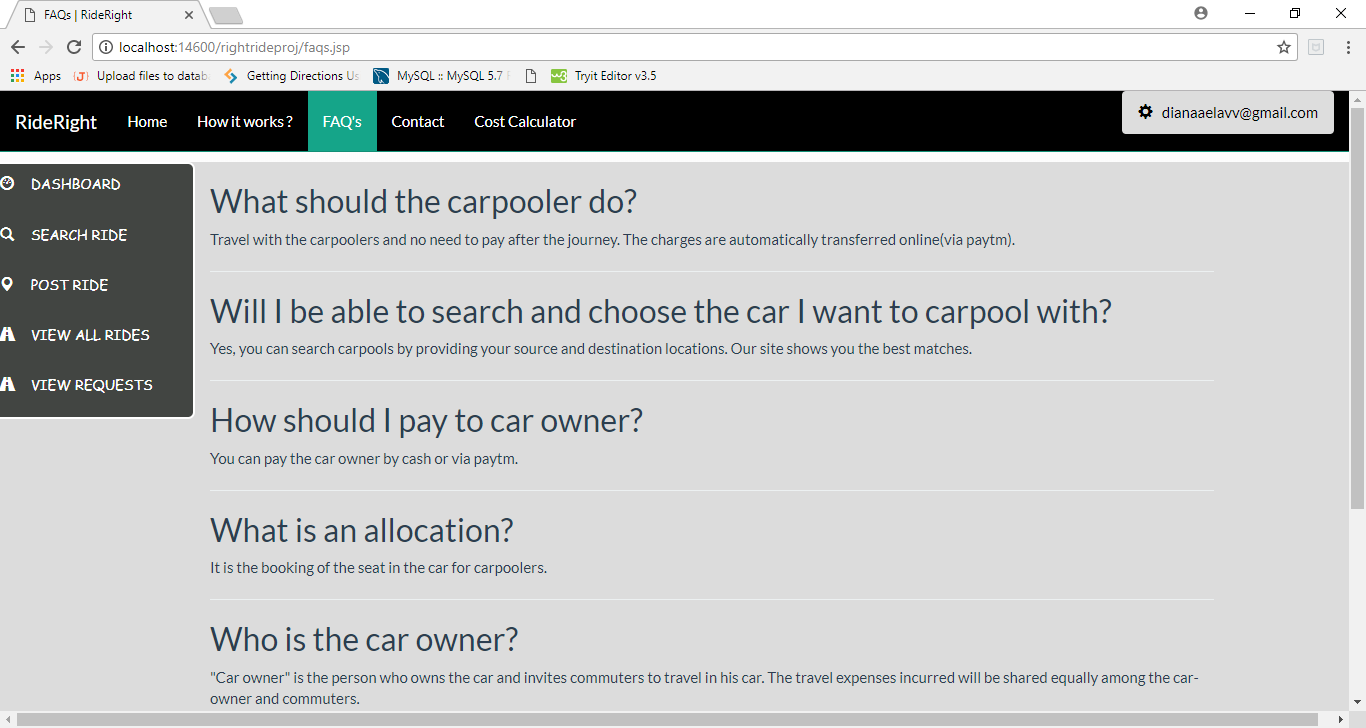 FAQs | RideRight
localhost:14600/rightrideproj/faqs.jsp
Apps Upload files to datab Getting Directions Us MySQL :: MySQL 5.7 Tryit Editor v3.5
RideRight Home How it works ? FAQ's Contact Cost Calculator dianaaelavv@gmail.com
DASHBOARD
SEARCH RIDE
POST RIDE
VIEW ALL RIDES
VIEW REQUESTS
What should the carpooler do?
Travel with the carpoolers and no need to pay after the journey. The charges are automatically transferred online(via paytm).
Will I be able to search and choose the car I want to carpool with?
Yes, you can search carpools by providing your source and destination locations. Our site shows you the best matches.
How should I pay to car owner?
You can pay the car owner by cash or via paytm.
What is an allocation?
It is the booking of the seat in the car for carpoolers.
Who is the car owner?
"Car owner" is the person who owns the car and invites commuters to travel in his car. The travel expenses incurred will be shared equally among the car-
owner and commuters.